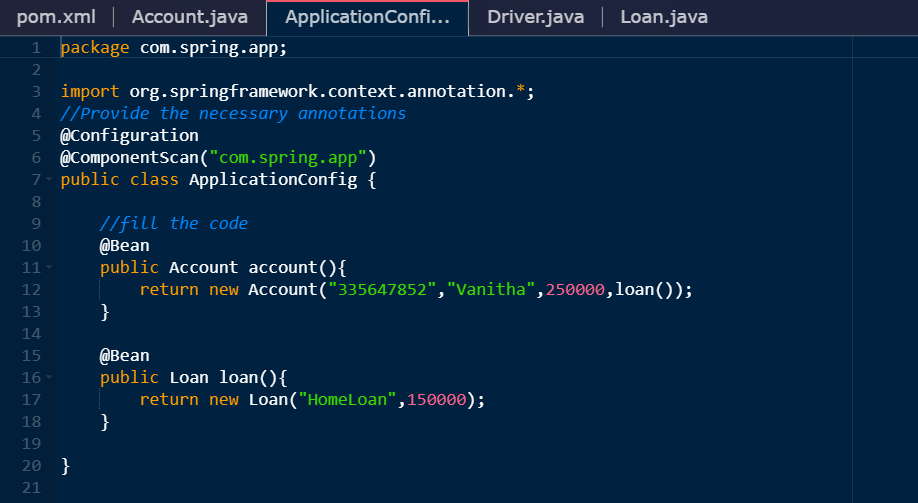 pom.xml | Account.java ApplicationConfi... Driver.java | Loan.java
1 package com.spring.app;
2
3 import org.springframework.context.annotation.*;
4 //Provide the necessary annotations
5 @Configuration
6 @ComponentScan("com.spring.app")
7 public class ApplicationConfig {
8
9 //fill the code
10 @Bean
11 public Account account(){
12 return new Account("335647852","Vanitha",250000,loan());
13 }
14
15 @Bean
16 public Loan loan(){
17 return new Loan("HomeLoan",150000);
18 }
19
20 }
21